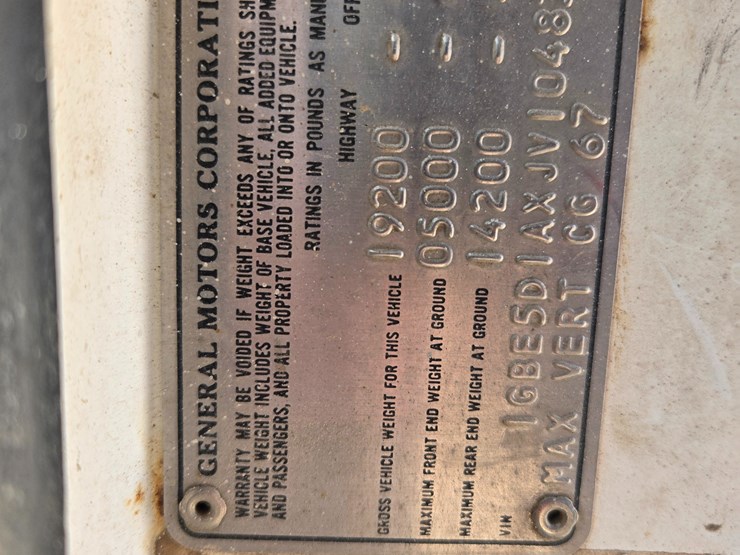 GENERAL MOTORS CORPORATI
WARRANTY MAY BE VOIDED IF WEIGHT EXCEEDS ANY OF RATINGS SH
VEHICLE WEIGHT INCLUDES WEIGHT OF BASE VEHICLE, ALL ADDED EQUIPM
AND PASSENGERS, AND ALL PROPERTY LOADED INTO OR ONTO VEHICLE.
RATINGS IN POUNDS AS MAN
HIGHWAY OFF
GROSS VEHICLE WEIGHT FOR THIS VEHICLE 19200 -
MAXIMUM FRONT END WEIGHT AT GROUND 05000 -
MAXIMUM REAR END WEIGHT AT GROUND 14200 -
VIN 1GBE5D1AXJV10483
MAX VERT CG 67